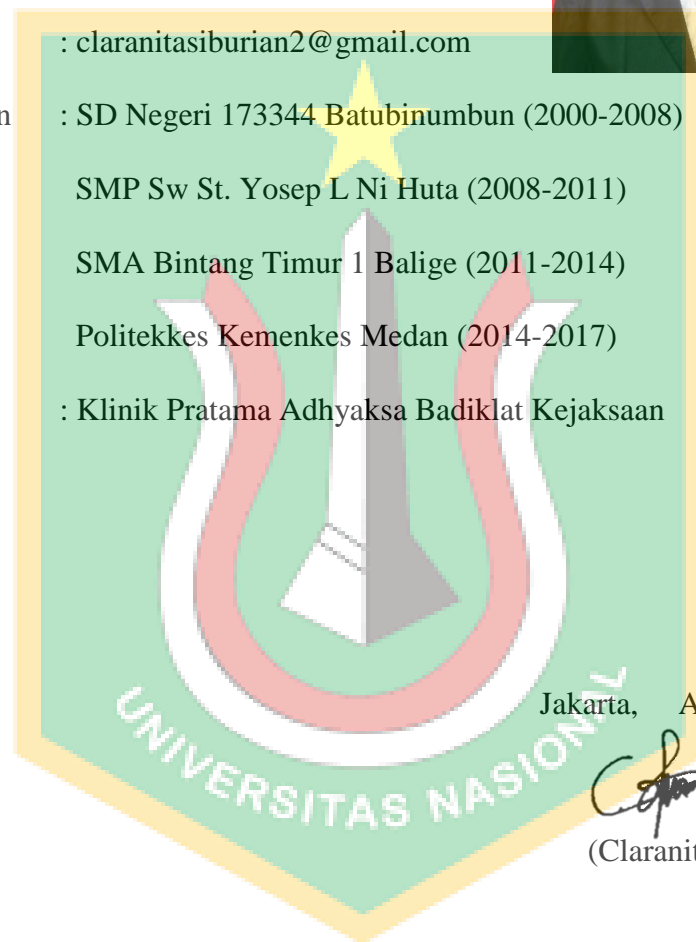 : claranitasiburian2@gmail.com
n : SD Negeri 173344 Batubinumbun (2000-2008)
SMP Sw St. Yosep L Ni Huta (2008-2011)
SMA Bintang Timur 1 Balige (2011-2014)
Politekkes Kemenkes Medan (2014-2017)
: Klinik Pratama Adhyaksa Badiklat Kejaksaan
Jakarta, A
(Claranit
UNIVERSITAS NASIONAL